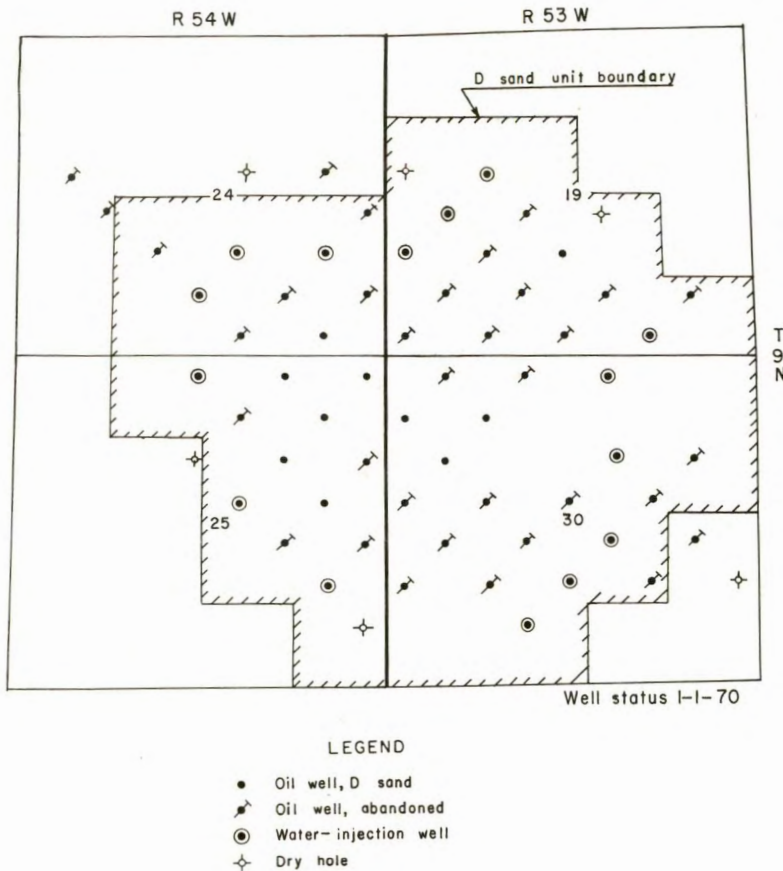 R 54 W
R 53 W
D sand unit boundary
24
19
T
9
N
25
30
Well status 1-1-70
LEGEND
Oil well, D sand
Oil well, abandoned
Water-injection well
Dry hole